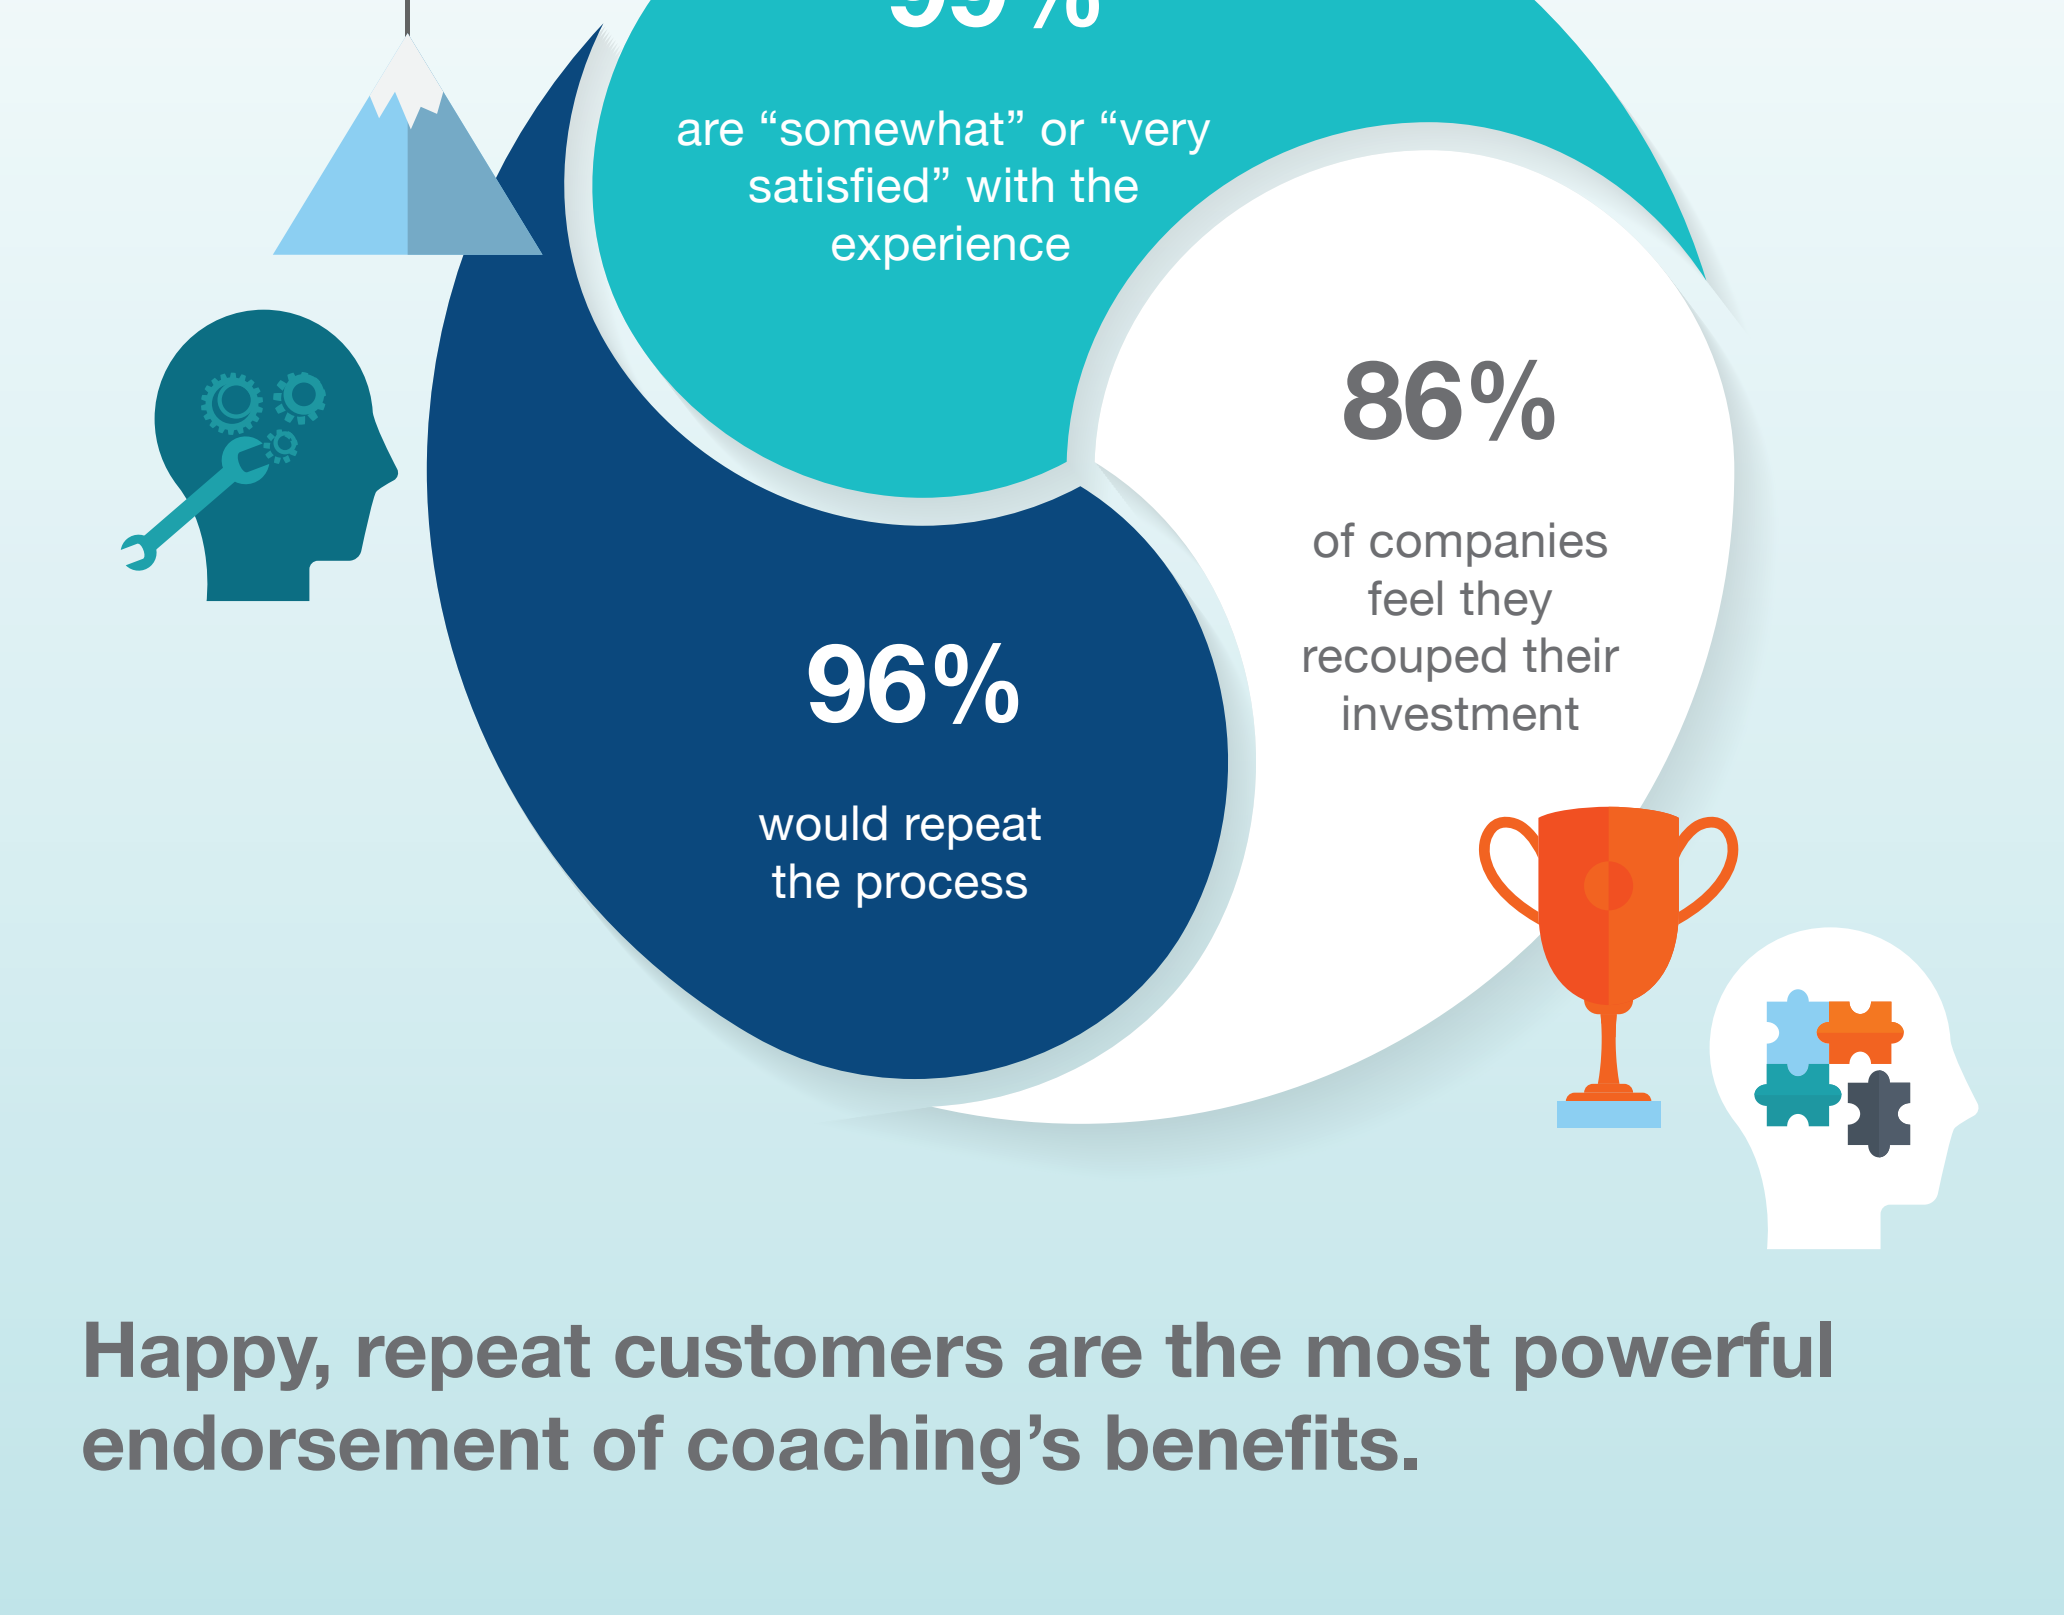 are “somewhat” or “very
satisfied” with the
experience
86%
of companies
feel they
recouped their
investment
96%
would repeat
the process
Happy, repeat customers are the most powerful
endorsement of coaching’s benefits.